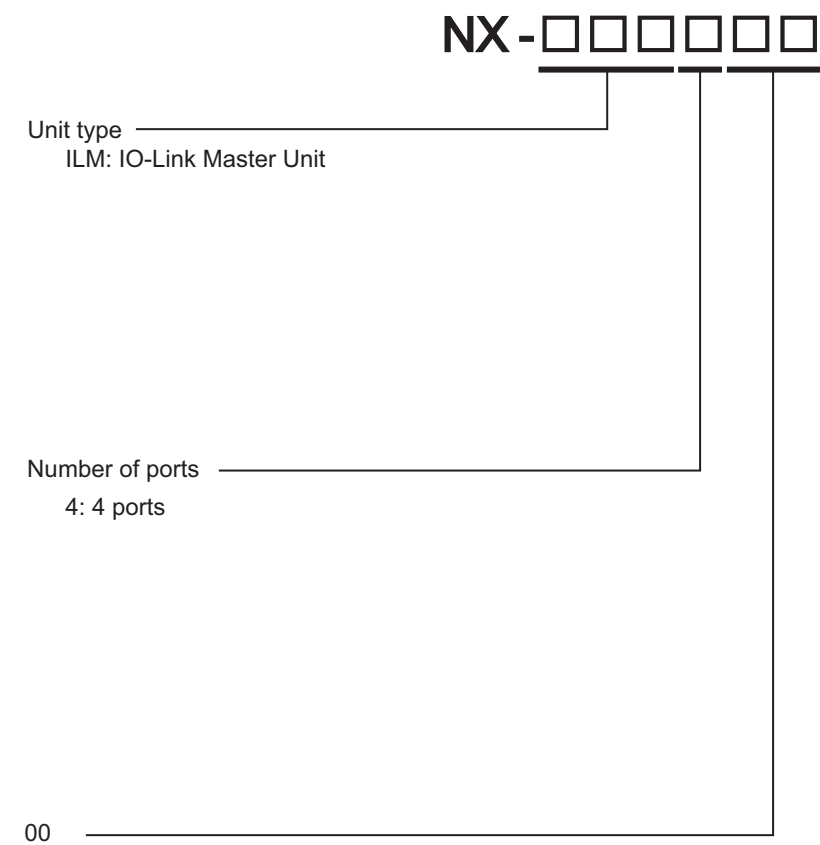 NX-□□□□□□
Unit type
ILM: IO-Link Master Unit
Number of ports
4: 4 ports
00